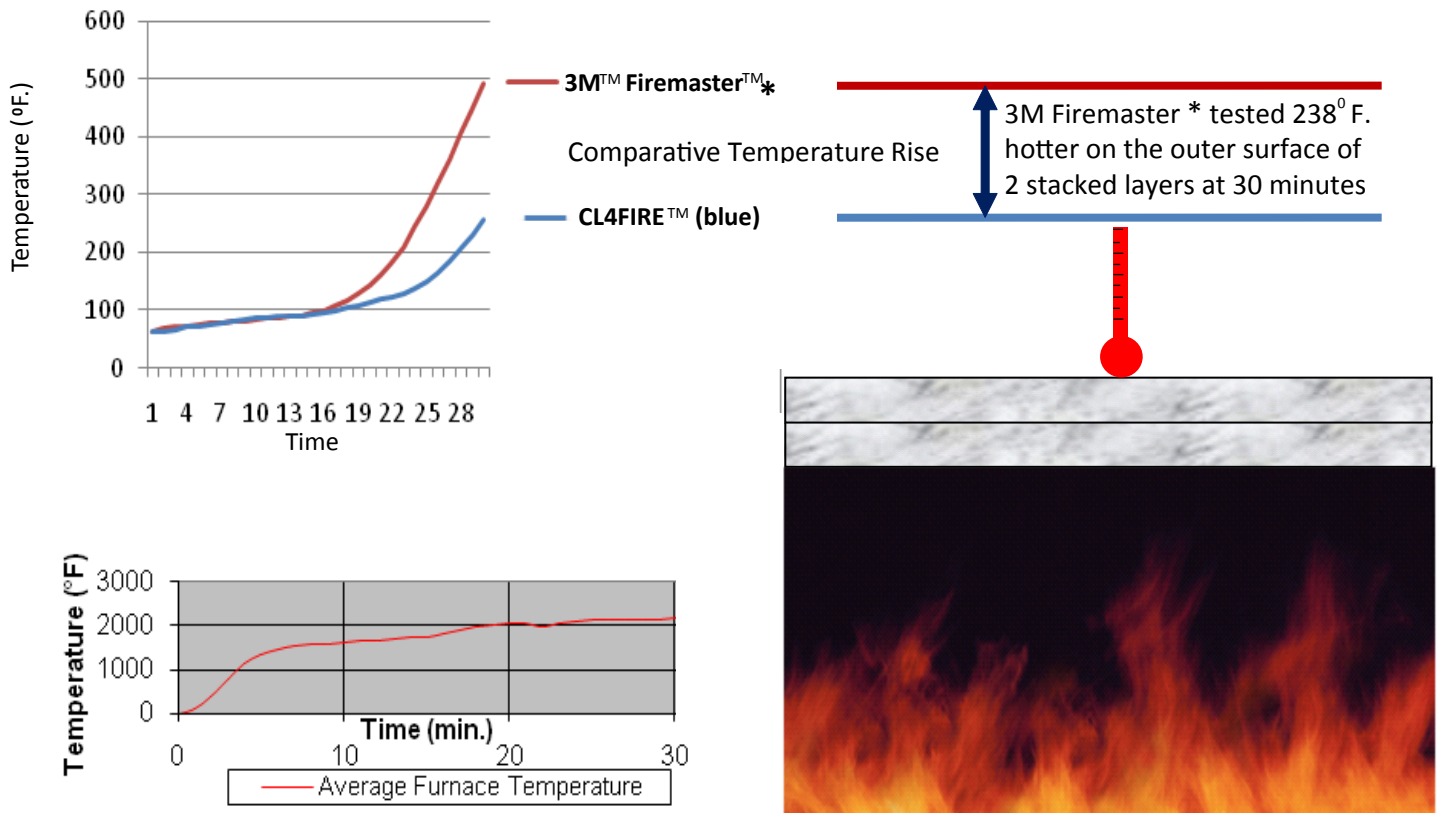 600
500
400
300
200
100
0
Temperature (⁰F.)
1 4 7 10 13 16 19 22 25 28
Time
3M™ Firemaster™*
Comparative Temperature Rise
CL4FIRE™ (blue)
3M Firemaster * tested 238⁰ F.
hotter on the outer surface of
2 stacked layers at 30 minutes
Temperature (°F)
3000
2000
1000
0
Time (min.)
0 10 20 30
Average Furnace Temperature